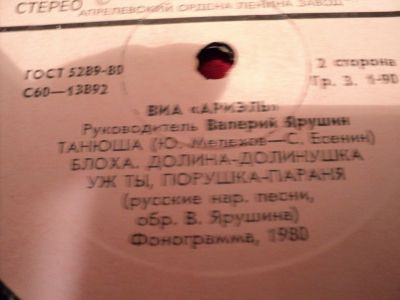 СТЕРЕО
АПРЕЛЕВСКИЙ ОРДЕНА ЛЕНИНА ЗАВОД
ГОСТ 5289-80
С60—13892
2 сторона
Гр. 3. 1-90
ВИА «АРИЭЛЬ»
Руководитель Валерий Ярушин
ТАНЮША (Ю. Мелехов—С. Есенин)
БЛОХА. ДОЛИНА-ДОЛИНУШКА
УЖ ТЫ, ПОРУШКА-ПАРАНЯ
(русские нар. песни,
обр. В. Ярушина)
Фонограмма, 1980